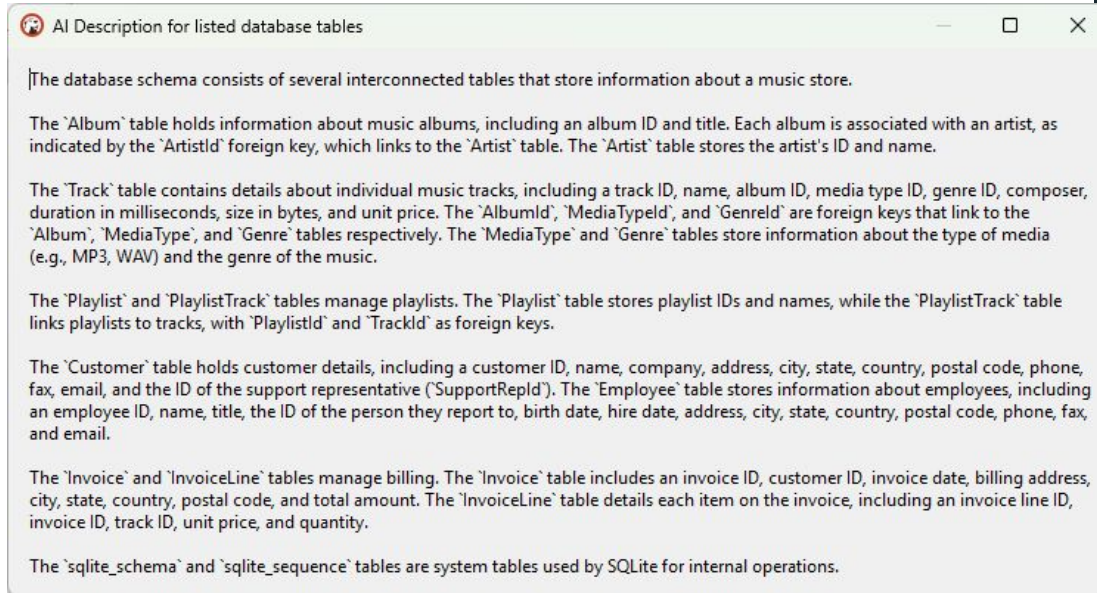 AI Description for listed database tables
The database schema consists of several interconnected tables that store information about a music store.
The `Album` table holds information about music albums, including an album ID and title. Each album is associated with an artist, as
indicated by the `ArtistId` foreign key, which links to the `Artist` table. The `Artist` table stores the artist's ID and name.
The `Track` table contains details about individual music tracks, including a track ID, name, album ID, media type ID, genre ID, composer,
duration in milliseconds, size in bytes, and unit price. The `AlbumId`, `MediaTypeId`, and `GenreId` are foreign keys that link to the
`Album`, `MediaType`, and `Genre` tables respectively. The `MediaType` and `Genre` tables store information about the type of media
(e.g., MP3, WAV) and the genre of the music.
The `Playlist` and `PlaylistTrack` tables manage playlists. The `Playlist` table stores playlist IDs and names, while the `PlaylistTrack` table
links playlists to tracks, with `PlaylistId` and `TrackId` as foreign keys.
The `Customer` table holds customer details, including a customer ID, name, company, address, city, state, country, postal code, phone,
fax, email, and the ID of the support representative (`SupportRepId`). The `Employee` table stores information about employees, including
an employee ID, name, title, the ID of the person they report to, birth date, hire date, address, city, state, country, postal code, phone, fax,
and email.
The `Invoice` and `InvoiceLine` tables manage billing. The `Invoice` table includes an invoice ID, customer ID, invoice date, billing address,
city, state, country, postal code, and total amount. The `InvoiceLine` table details each item on the invoice, including an invoice line ID,
invoice ID, track ID, unit price, and quantity.
The `sqlite_schema` and `sqlite_sequence` tables are system tables used by SQLite for internal operations.